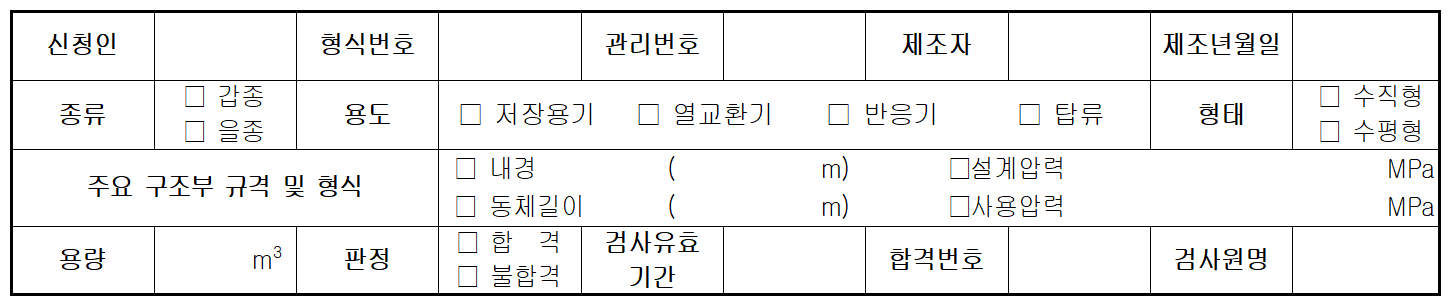 신청인 형식번호 관리번호 제조자 제조년월일
종류 □ 갑종 용도 □ 저장용기 □ 열교환기 □ 반응기 □ 탑류 형태 □ 수직형
□ 을종 □ 수평형
주요 구조부 규격 및 형식 □ 내경 ( m) □설계압력 MPa
□ 동체길이 ( m) □사용압력 MPa
용량 m³ 판정 □ 합 격 검사유효 합격번호 검사원명
□ 불합격 기간